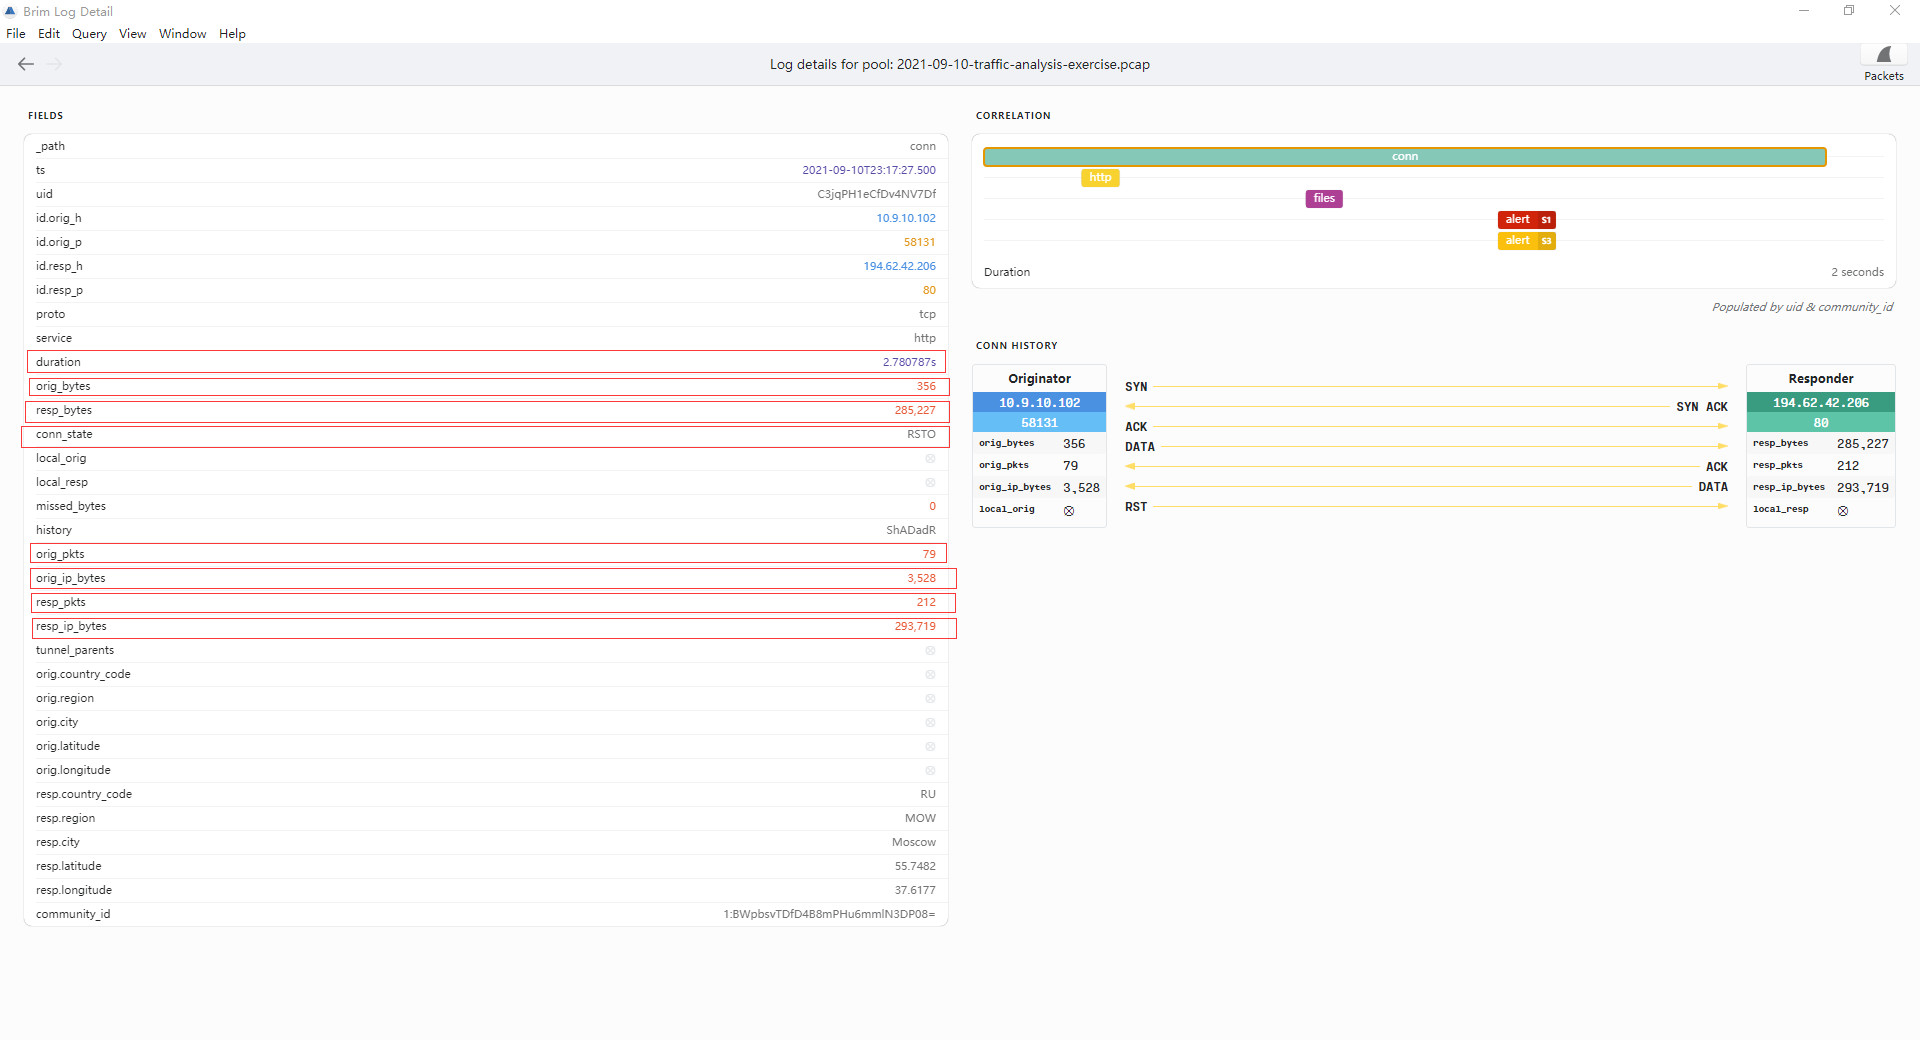 Brim Log Detail
File Edit Query View Window Help
Log details for pool: 2021-09-10-traffic-analysis-exercise.pcap
Packets
FIELDS
_path conn
ts 2021-09-10T23:17:27.500
uid C3jqPH1eCfDv4NV7Df
id.orig_h 10.9.10.102
id.orig_p 58131
id.resp_h 194.62.42.206
id.resp_p 80
proto tcp
service http
duration 2.780787s
orig_bytes 356
resp_bytes 285,227
conn_state RSTO
local_orig
local_resp
missed_bytes 0
history ShADadR
orig_pkts 79
orig_ip_bytes 3,528
resp_pkts 212
resp_ip_bytes 293,719
tunnel_parents
orig.country_code
orig.region
orig.city
orig.latitude
orig.longitude
resp.country_code RU
resp.region MOW
resp.city Moscow
resp.latitude 55.7482
resp.longitude 37.6177
community_id 1:BWpbsvTDfD4B8mPHu6mmlN3DP08=
CORRELATION
conn
http
files
alert S1
alert S3
Duration 2 seconds
Populated by uid & community_id
CONN HISTORY
Originator
10.9.10.102
58131
orig_bytes 356
orig_pkts 79
orig_ip_bytes 3,528
local_orig
SYN
SYN ACK
ACK
DATA
ACK
DATA
RST
Responder
194.62.42.206
80
resp_bytes 285,227
resp_pkts 212
resp_ip_bytes 293,719
local_resp